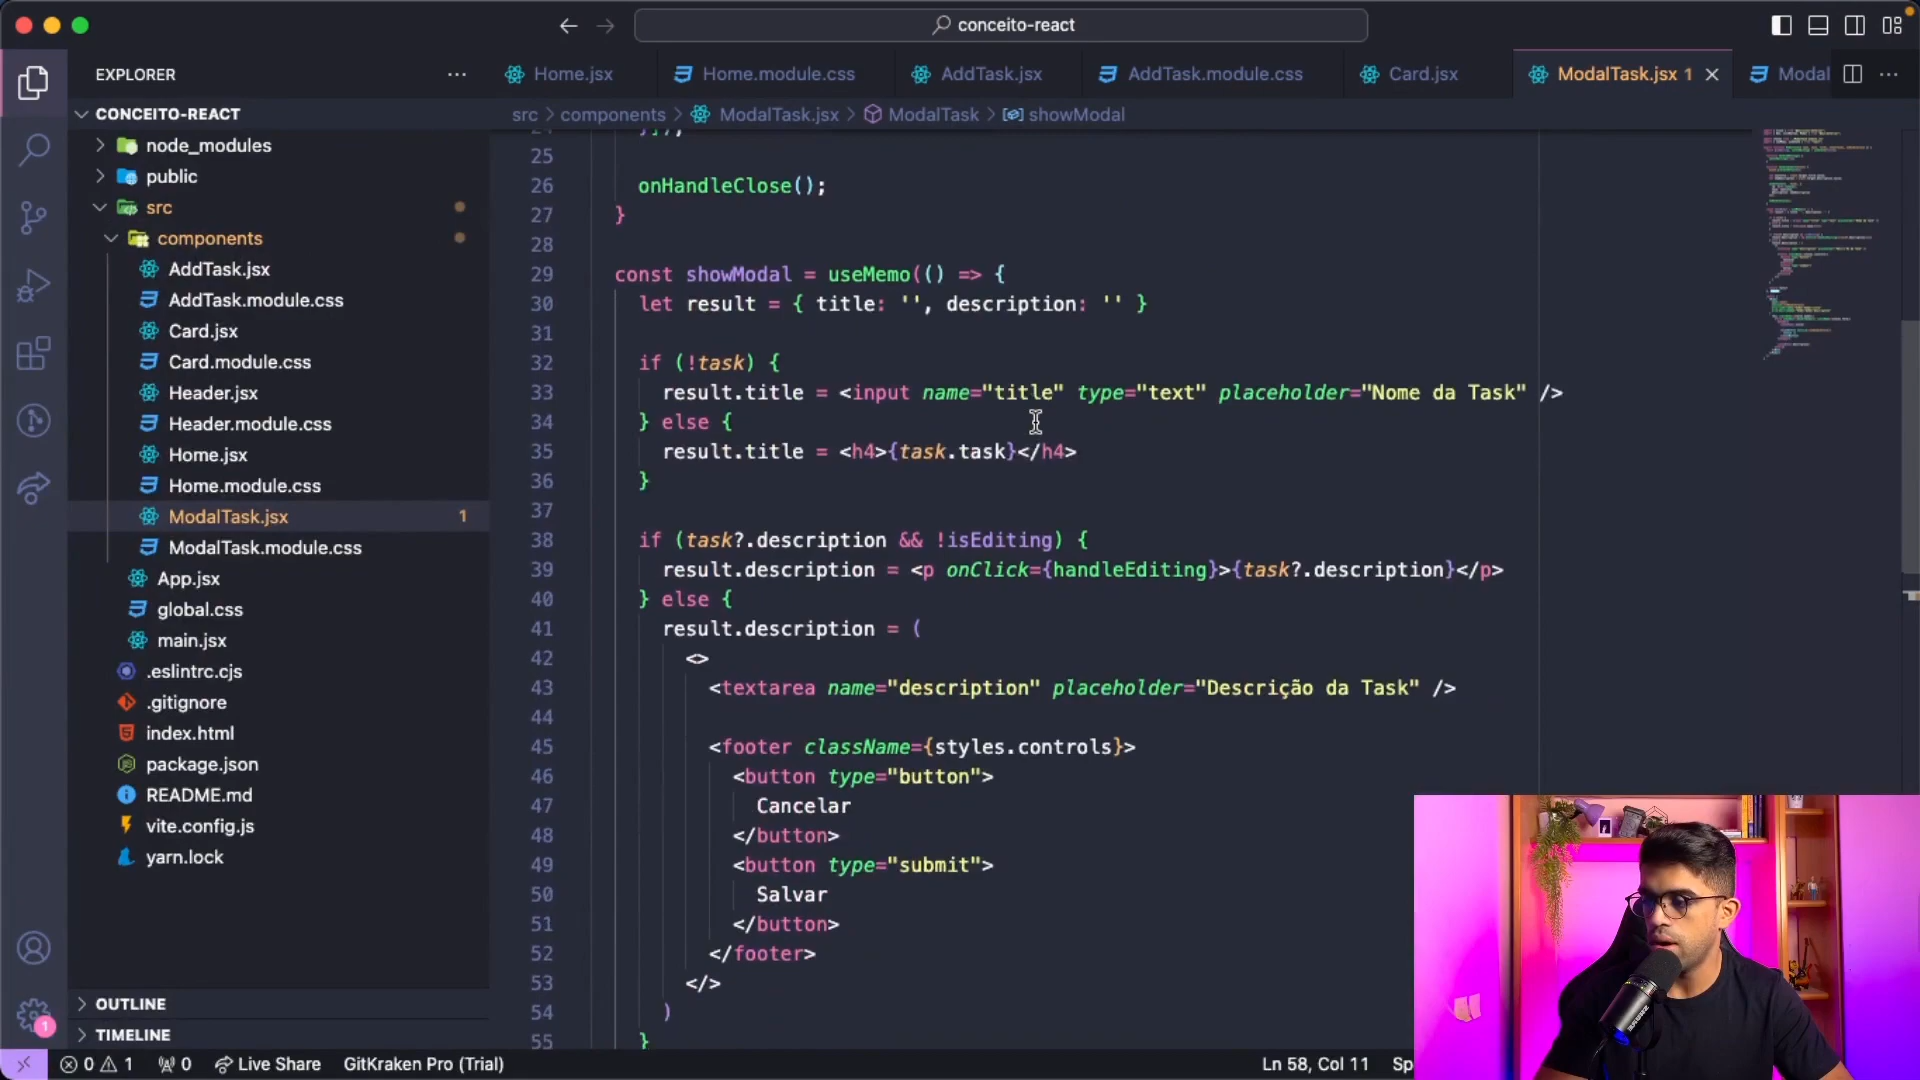 conceito-react
EXPLORER
Home.jsx
Home.module.css
AddTask.jsx
AddTask.module.css
Card.jsx
ModalTask.jsx 1
Modal
CONCEITO-REACT
src > components > ModalTask.jsx > ModalTask > showModal
node_modules
public
src
components
AddTask.jsx
AddTask.module.css
Card.jsx
Card.module.css
Header.jsx
Header.module.css
Home.jsx
Home.module.css
ModalTask.jsx 1
ModalTask.module.css
App.jsx
global.css
main.jsx
.eslintrc.cjs
.gitignore
index.html
package.json
README.md
vite.config.js
yarn.lock
OUTLINE
TIMELINE
25
26 onHandleClose();
27 }
28
29 const showModal = useMemo(() => {
30 let result = { title: '', description: '' }
31
32 if (!task) {
33 result.title = <input name="title" type="text" placeholder="Nome da Task" />
34 } else {
35 result.title = <h4>{task.task}</h4>
36 }
37
38 if (task?.description && !isEditing) {
39 result.description = <p onClick={handleEditing}>{task?.description}</p>
40 } else {
41 result.description = (
42 <>
43 <textarea name="description" placeholder="Descrição da Task" />
44
45 <footer className={styles.controls}>
46 <button type="button">
47 Cancelar
48 </button>
49 <button type="submit">
50 Salvar
51 </button>
52 </footer>
53 </>
54 )
55 }
1
0 1 0 Live Share GitKraken Pro (Trial) Ln 58, Col 11 Sp